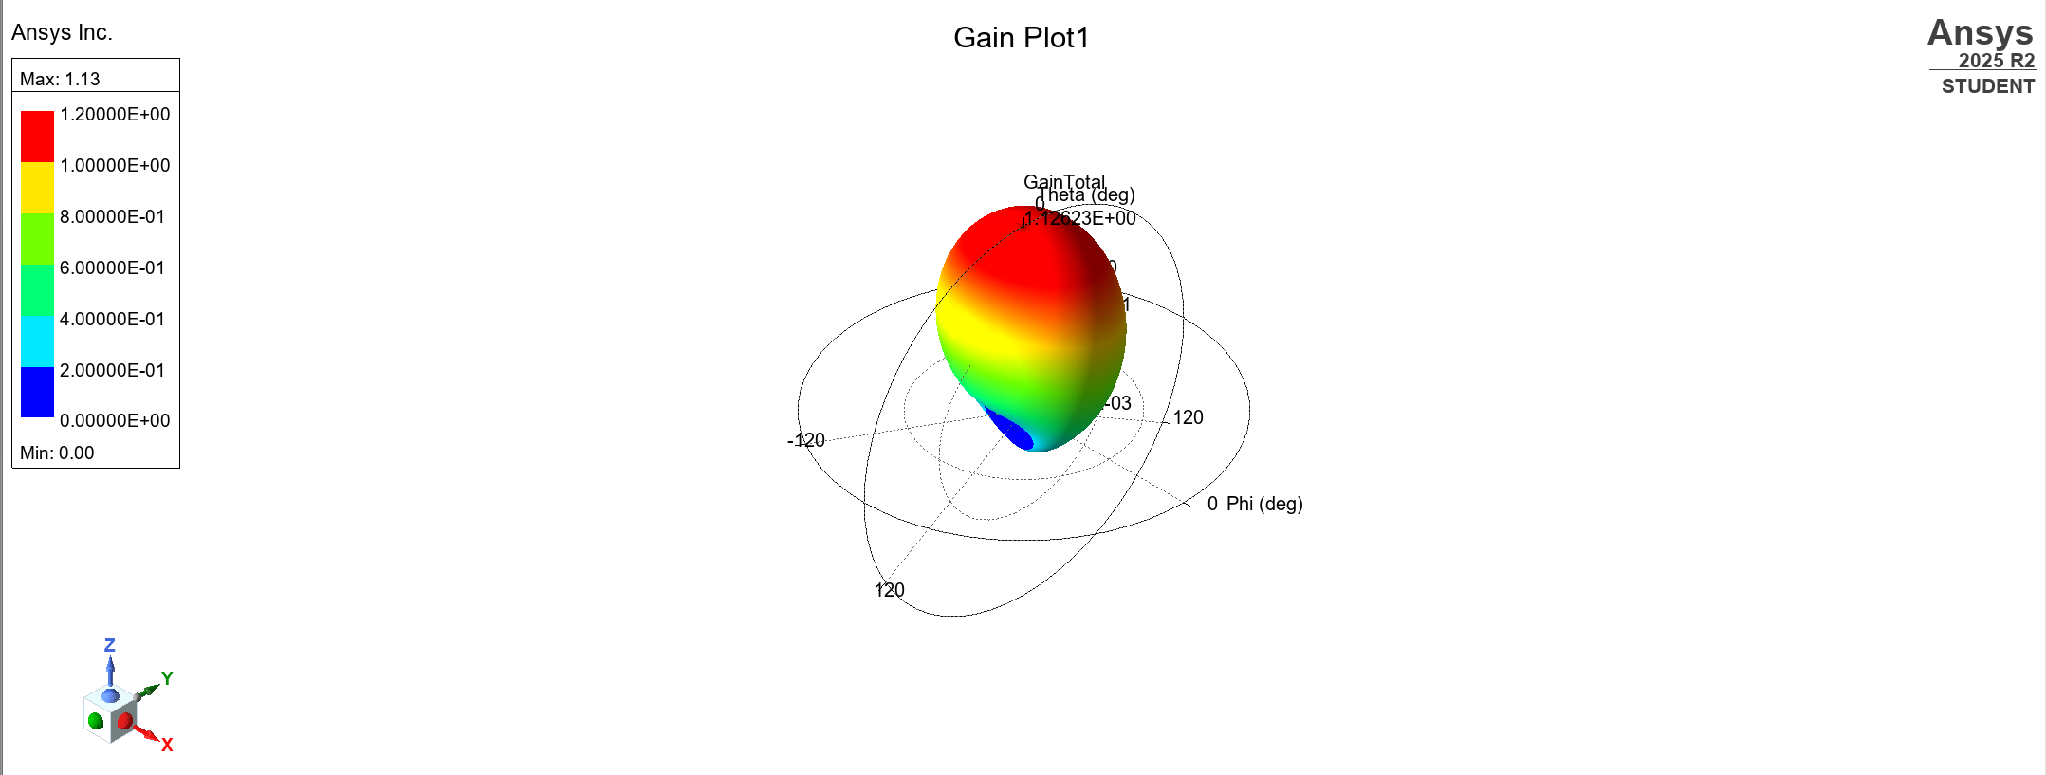 Ansys Inc.
Gain Plot1
Ansys
2025 R2
STUDENT
Max: 1.13
1.20000E+00
1.00000E+00
8.00000E-01
6.00000E-01
4.00000E-01
2.00000E-01
0.00000E+00
Min: 0.00
GainTotal
Theta (deg)
0
1.12623E+00
0
1
-03
120
-120
0 Phi (deg)
120
Z
Y
X